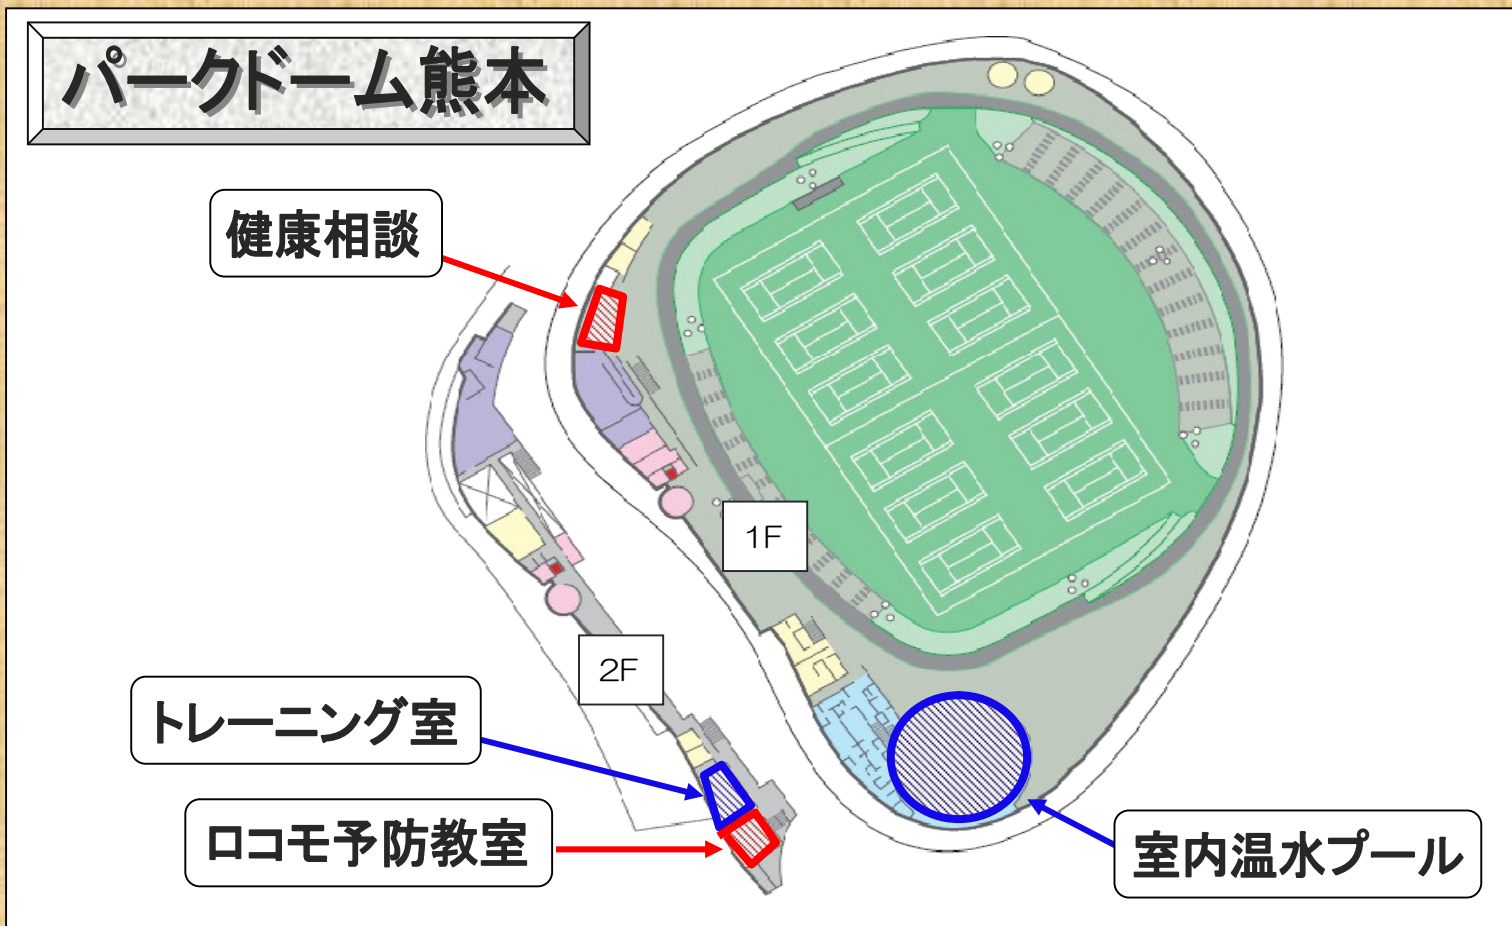 パークドーム熊本
健康相談
1F
2F
トレーニング室
ロコモ予防教室
室内温水プール